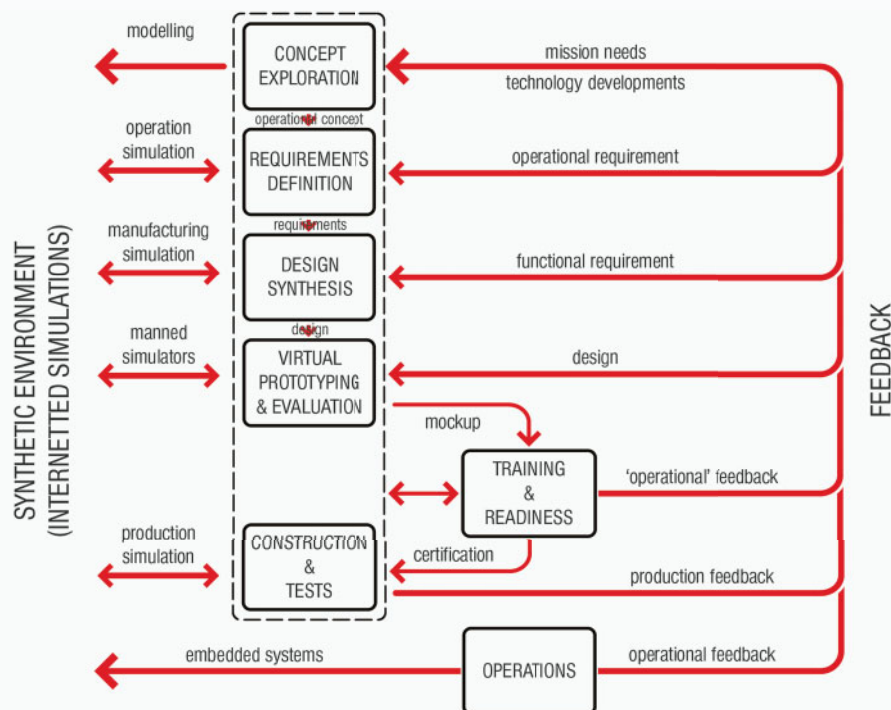 modelling
CONCEPT
EXPLORATION
mission needs
technology developments
operational concept
operation
simulation
REQUIREMENTS
DEFINITION
operational requirement
requirements
manufacturing
simulation
DESIGN
SYNTHESIS
functional requirement
design
manned
simulators
VIRTUAL
PROTOTYPING
& EVALUATION
design
mockup
TRAINING
&
READINESS
'operational' feedback
production
simulation
CONSTRUCTION
&
TESTS
certification
production feedback
embedded systems
OPERATIONS
operational feedback
SYNTHETIC ENVIRONMENT
(INTERNETTED SIMULATIONS)
FEEDBACK